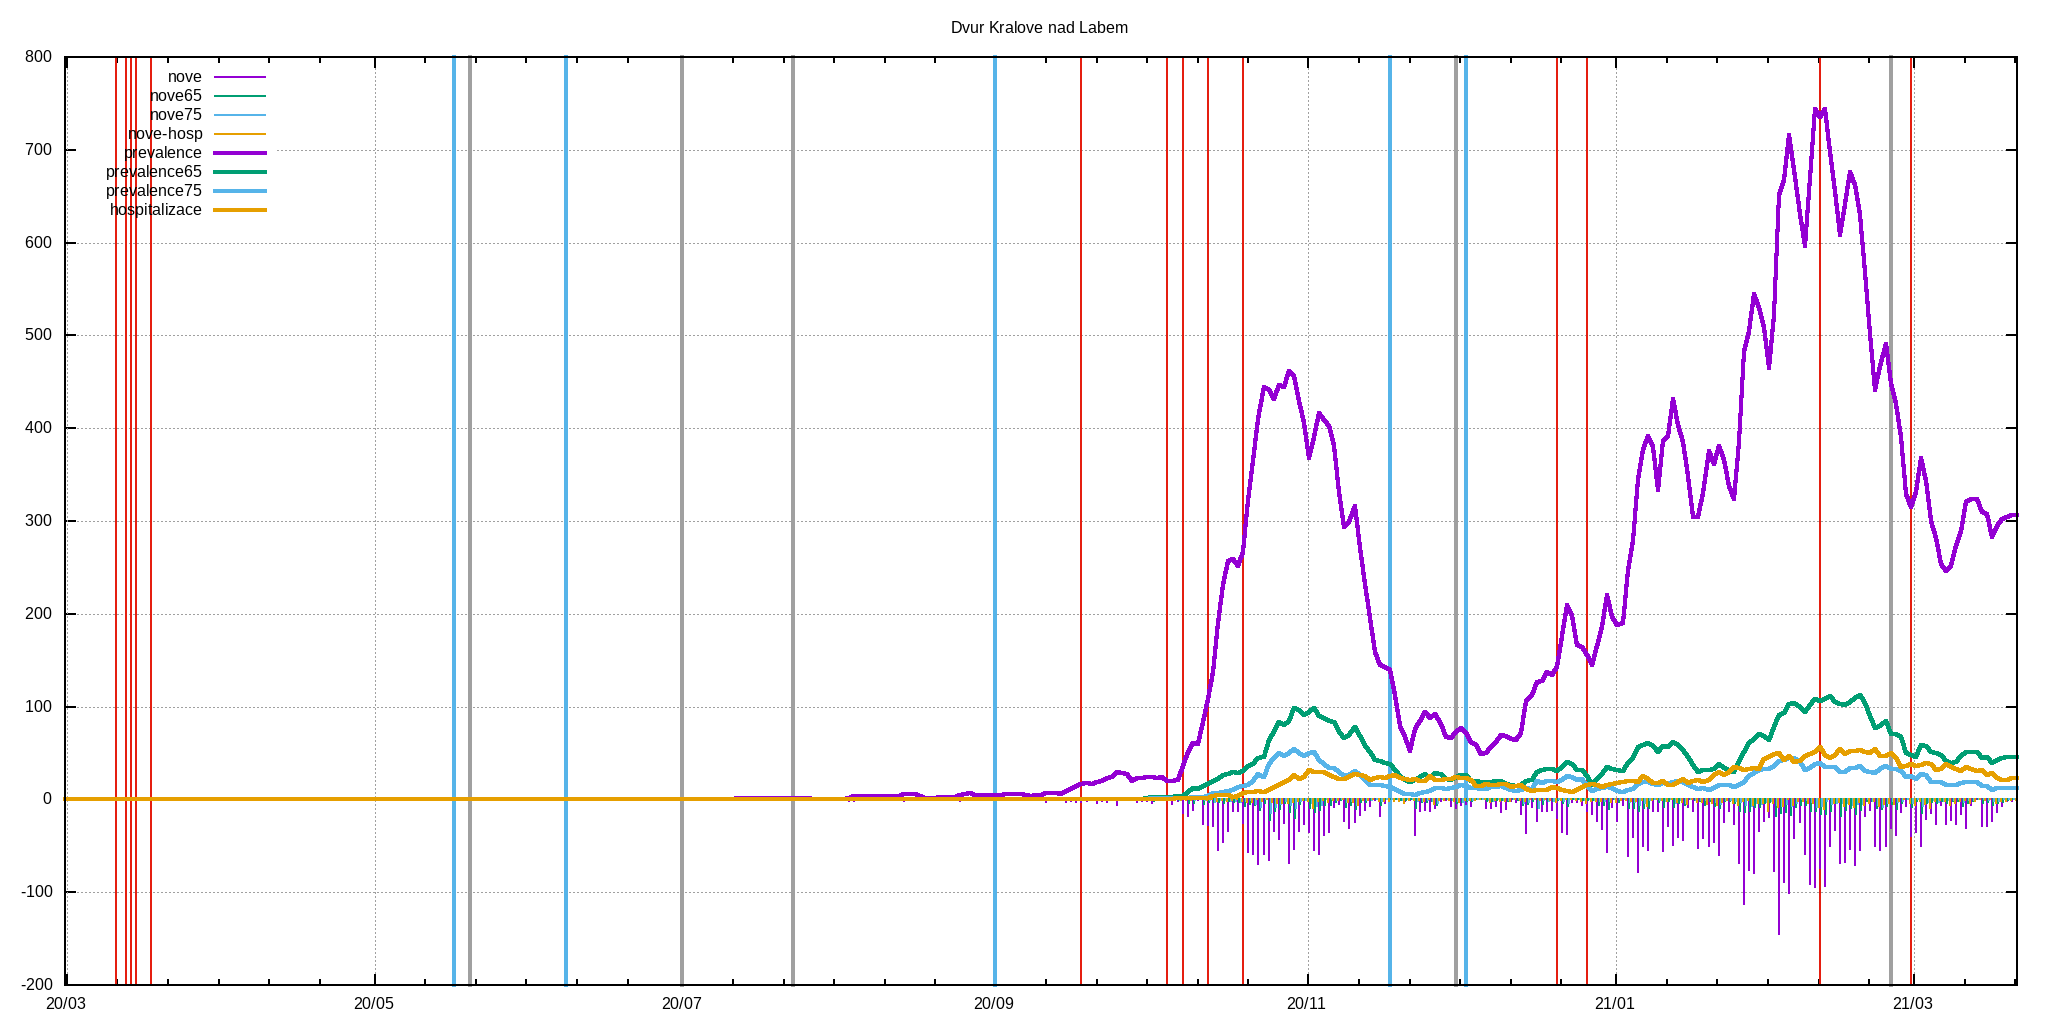 Dvur Kralove nad Labem
800
700
600
500
400
300
200
100
0
-100
-200
nove
nove65
nove75
nove-hosp
prevalence
prevalence65
prevalence75
hospitalizace
20/03 20/05 20/07 20/09 20/11 21/01 21/03